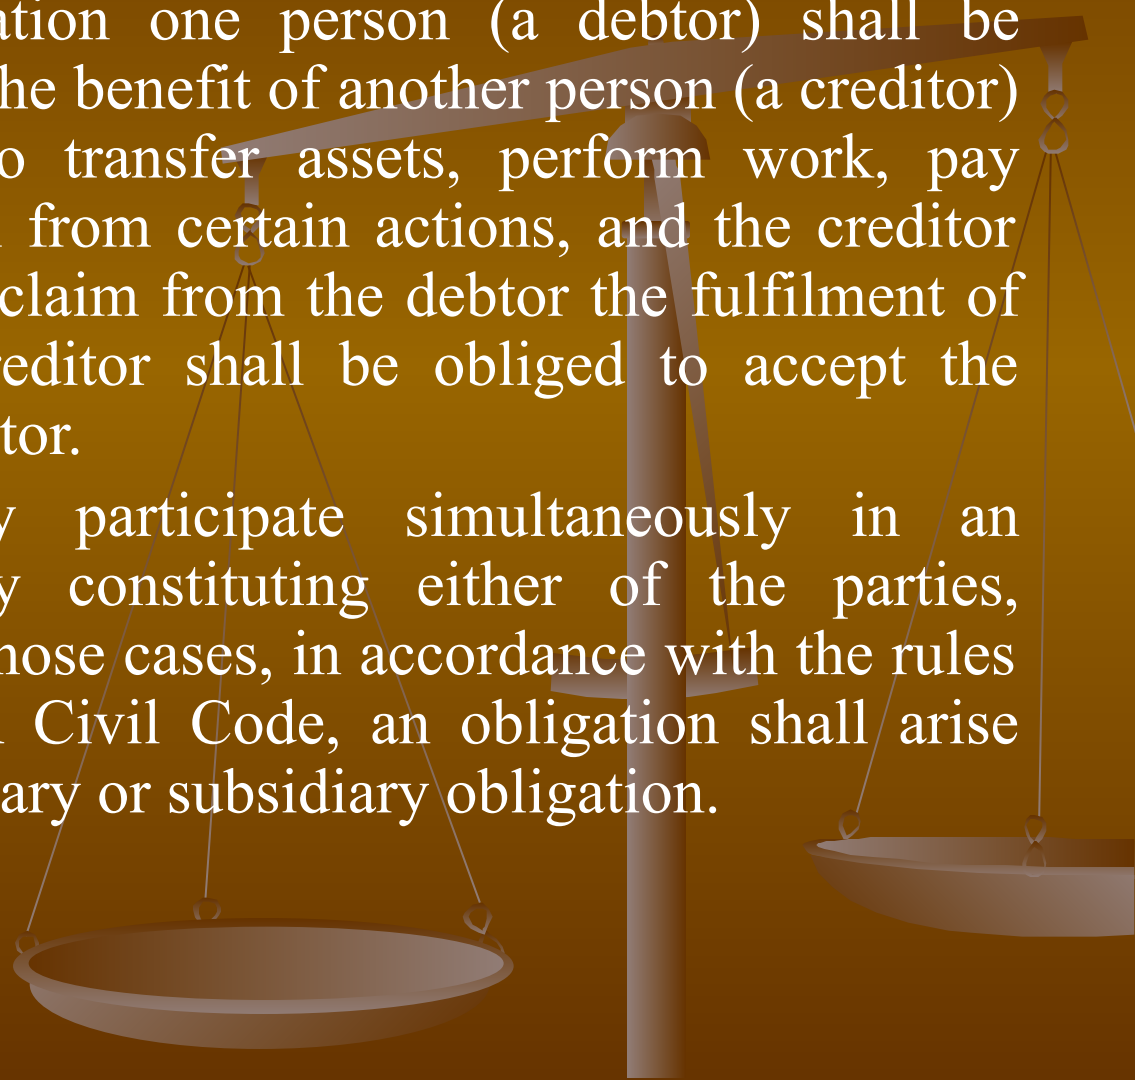 ation one person (a debtor) shall be
he benefit of another person (a creditor)
o transfer assets, perform work, pay
from certain actions, and the creditor
claim from the debtor the fulfilment of
reditor shall be obliged to accept the
tor.
y participate simultaneously in an
y constituting either of the parties,
hose cases, in accordance with the rules
Civil Code, an obligation shall arise
ary or subsidiary obligation.